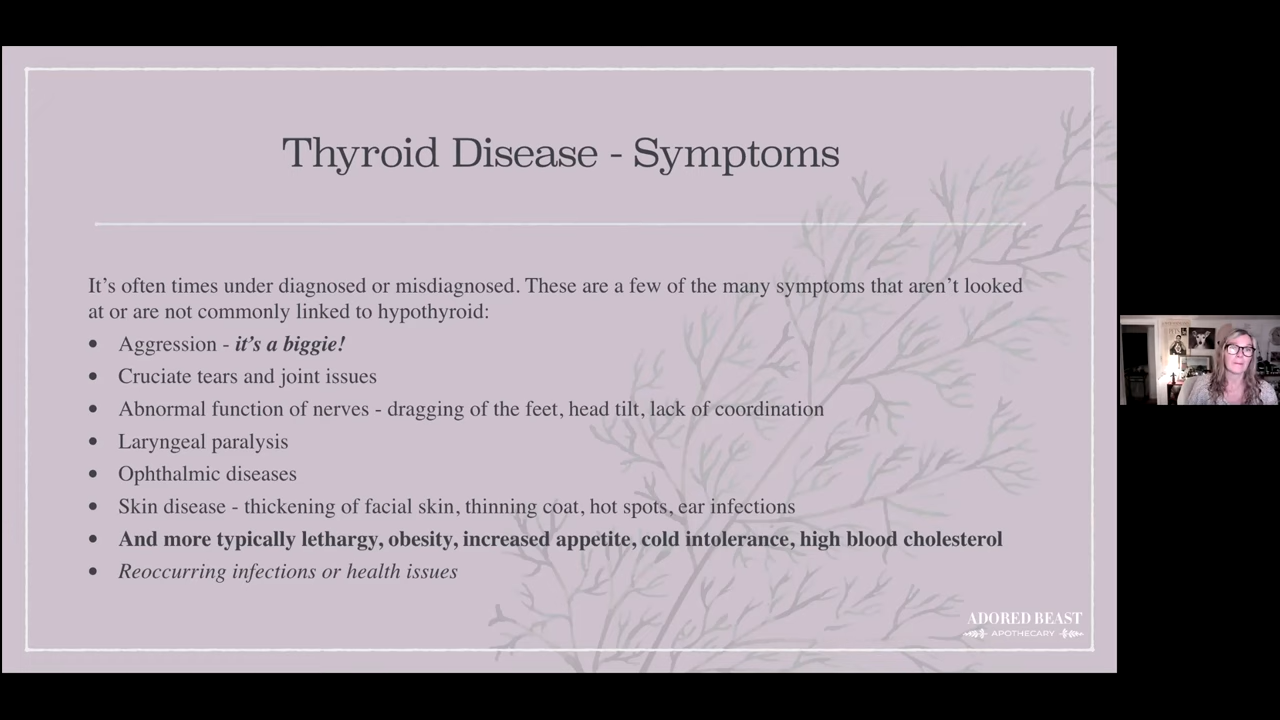 Thyroid Disease - Symptoms
It’s often times under diagnosed or misdiagnosed. These are a few of the many symptoms that aren’t looked
at or are not commonly linked to hypothyroid:
• Aggression - it’s a biggie!
• Cruciate tears and joint issues
• Abnormal function of nerves - dragging of the feet, head tilt, lack of coordination
• Laryngeal paralysis
• Ophthalmic diseases
• Skin disease - thickening of facial skin, thinning coat, hot spots, ear infections
• And more typically lethargy, obesity, increased appetite, cold intolerance, high blood cholesterol
• Reoccurring infections or health issues
ADORED BEAST
APOTHECARY